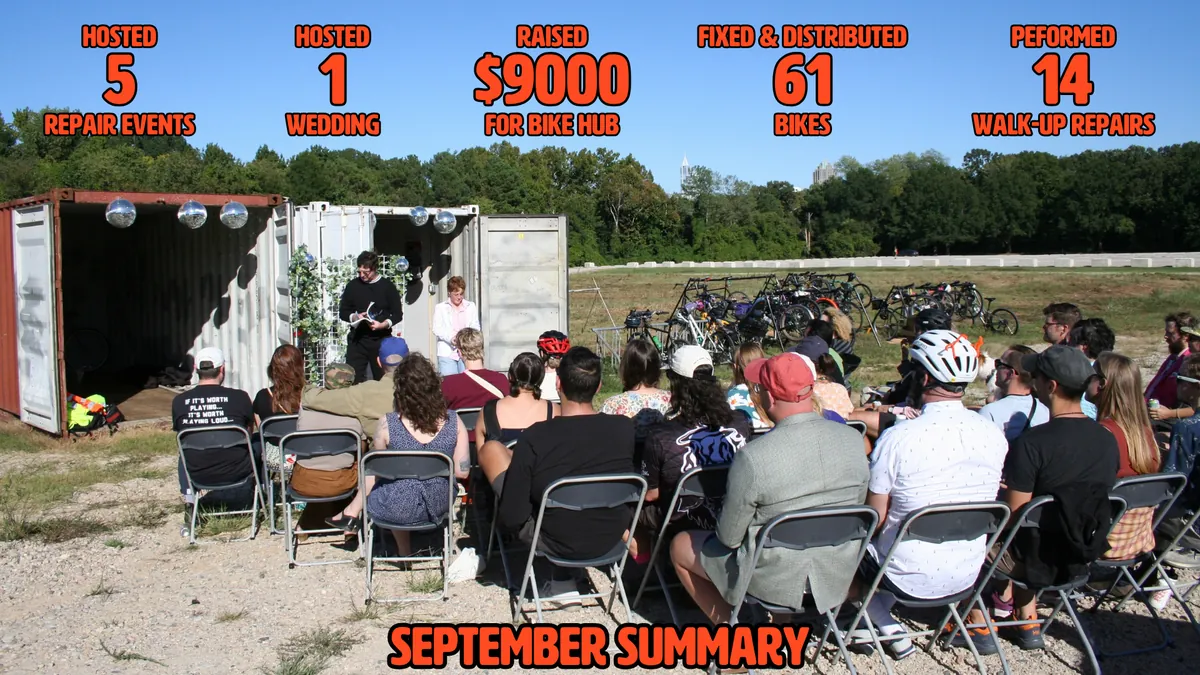 HOSTED
5
REPAIR EVENTS
HOSTED
1
WEDDING
RAISED
$9000
FOR BIKE HUB
FIXED & DISTRIBUTED
61
BIKES
PEFORMED
14
WALK-UP REPAIRS
IF IT'S WORTH
PLAYING...
IT'S WORTH
PLAYING LOUD...
SEPTEMBER SUMMARY